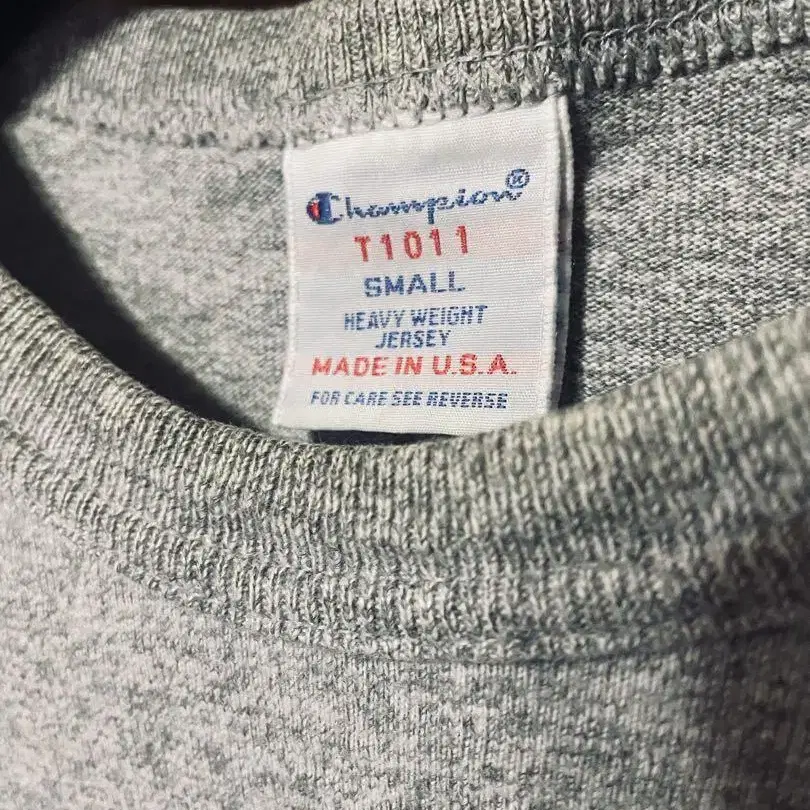 Champion®
T1011
SMALL
HEAVY WEIGHT
JERSEY
MADE IN U.S.A.
FOR CARE SEE REVERSE